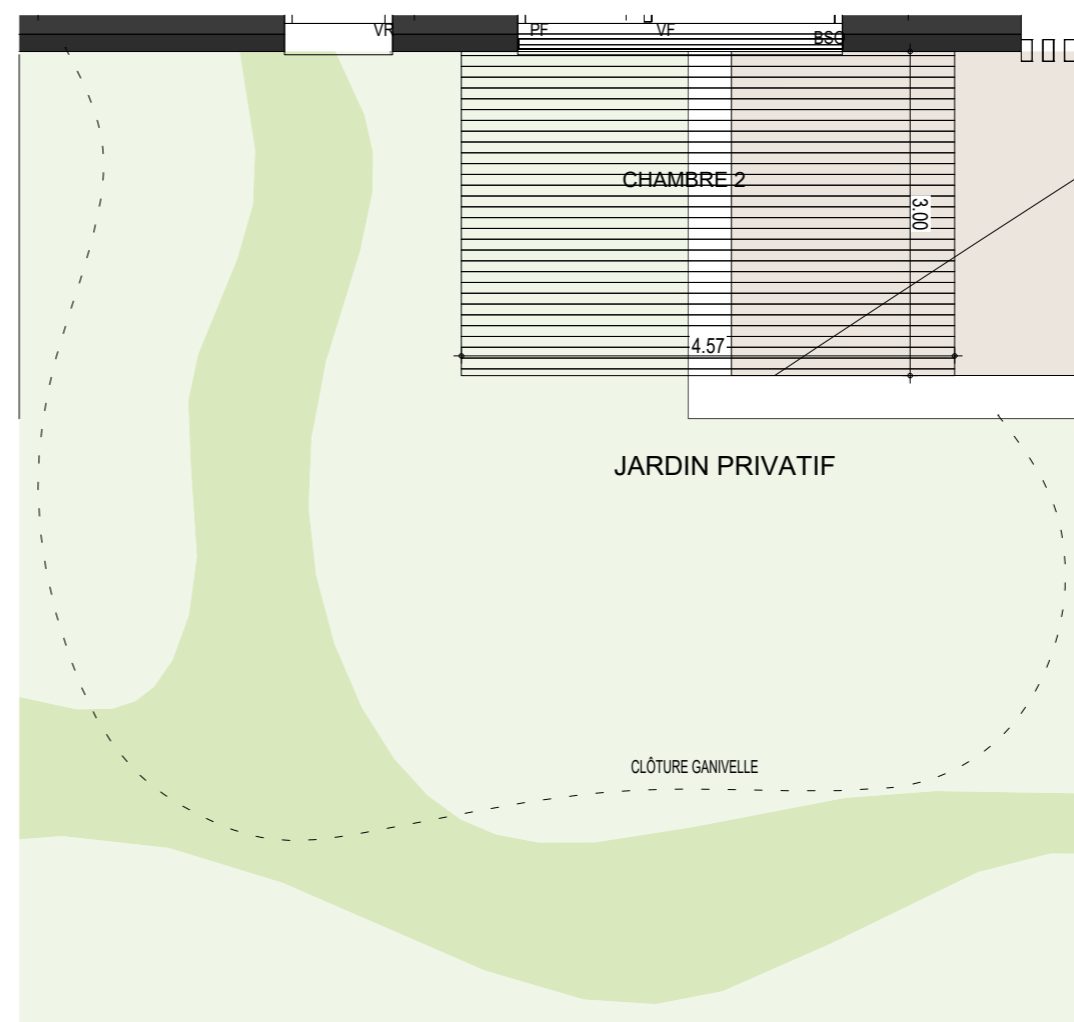 VR
PF
VF
BSO
CHAMBRE 2
3.00
4.57
JARDIN PRIVATIF
CLÔTURE GANIVELLE